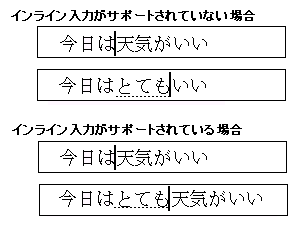 インライン入力がサポートされていない場合
今日は天気がいい
今日はとてもいい
インライン入力がサポートされている場合
今日は天気がいい
今日はとても天気がいい